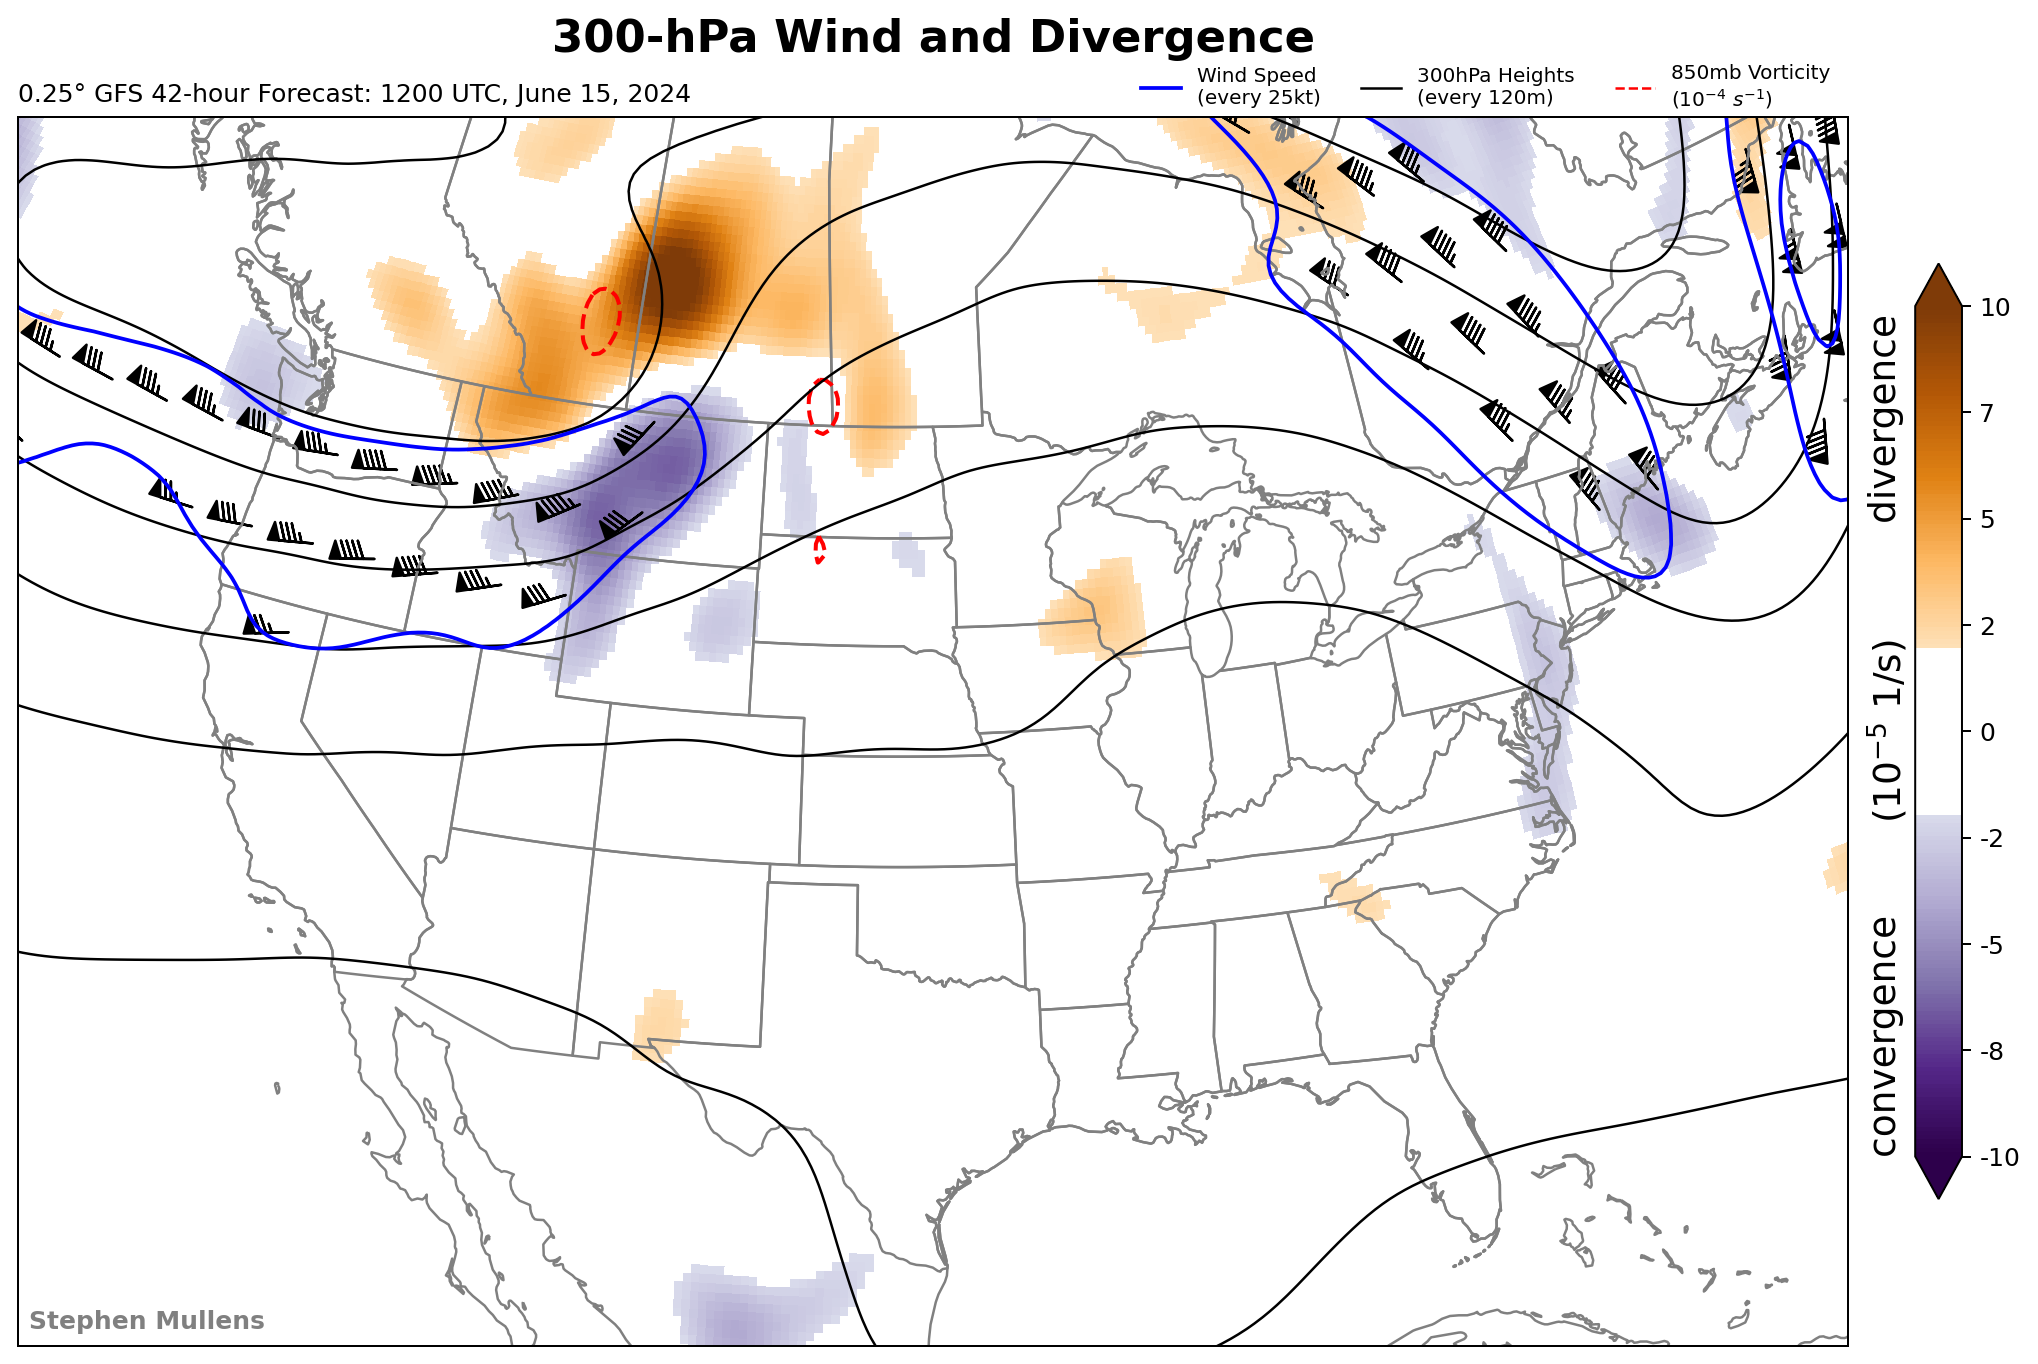 300-hPa Wind and Divergence
0.25° GFS 42-hour Forecast: 1200 UTC, June 15, 2024
Wind Speed
(every 25kt)
300hPa Heights
(every 120m)
850mb Vorticity
(10⁻⁴ s⁻¹)
10
7
5
2
0
-2
-5
-8
-10
convergence (10⁻⁵ 1/s) divergence
Stephen Mullens